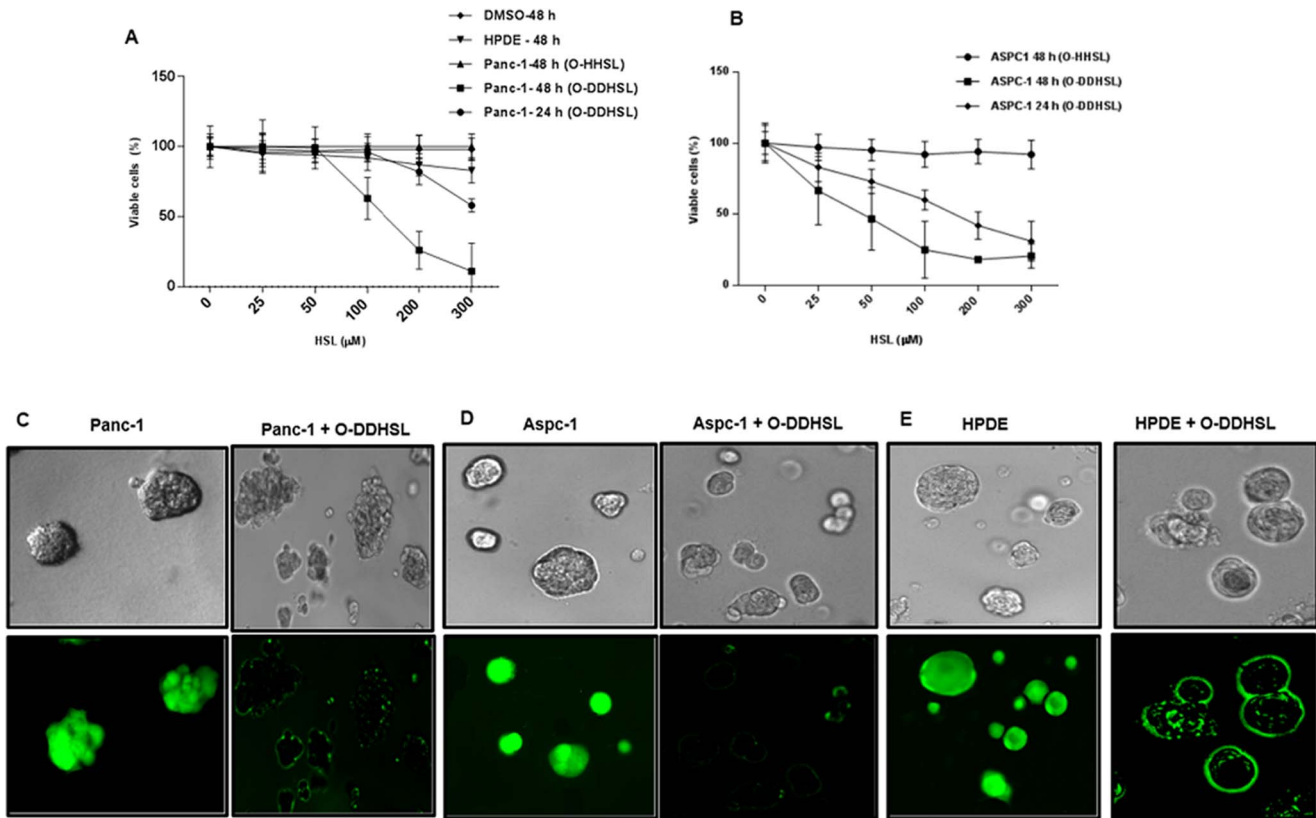 A
DMSO-48 h
HPDE - 48 h
Panc-1-48 h (O-HHSL)
Panc-1- 48 h (O-DDHSL)
Panc-1- 24 h (O-DDHSL)
150
100
50
0
Viable cells (%)
0 25 50 100 200 300
HSL (µM)
B
ASPC1 48 h (O-HHSL)
ASPC-1 48 h (O-DDHSL)
ASPC-1 24 h (O-DDHSL)
150
100
50
0
Viable cells (%)
0 25 50 100 200 300
HSL (µM)
C
Panc-1
Panc-1 + O-DDHSL
D
Aspc-1
Aspc-1 + O-DDHSL
E
HPDE
HPDE + O-DDHSL